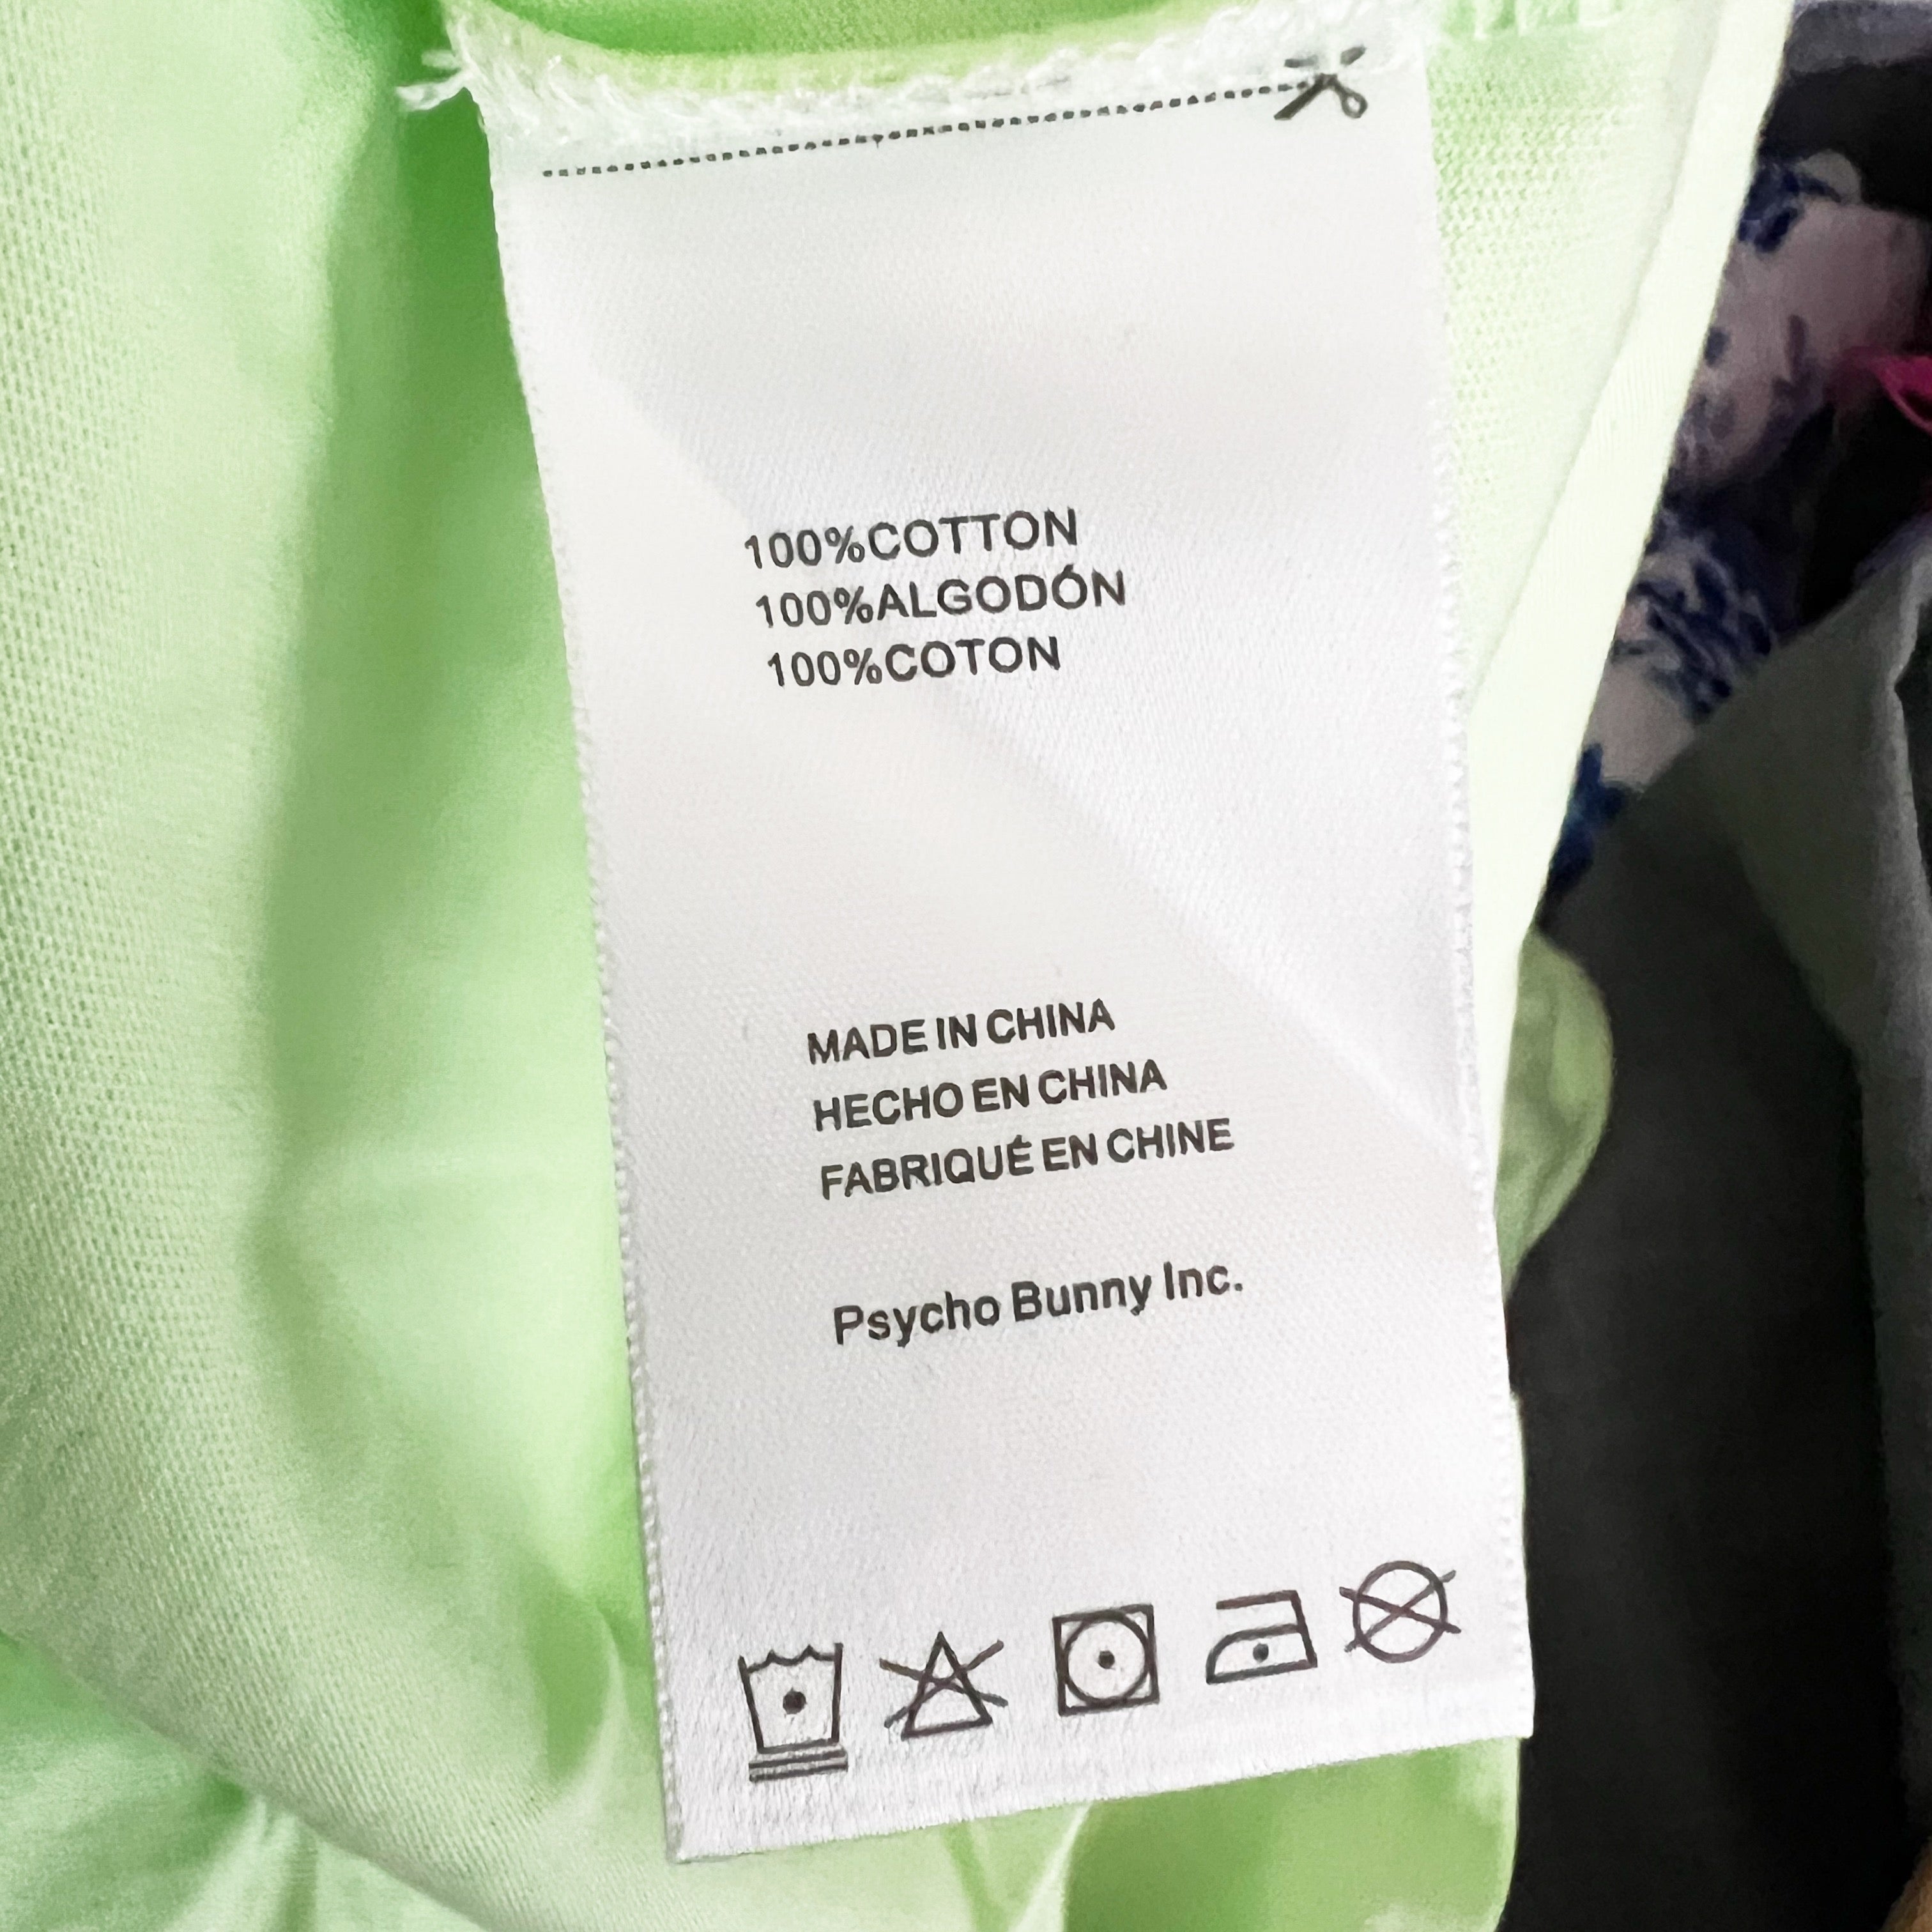 100%COTTON
100%ALGODÓN
100%COTON
MADE IN CHINA
HECHO EN CHINA
FABRIQUÉ EN CHINE
Psycho Bunny Inc.